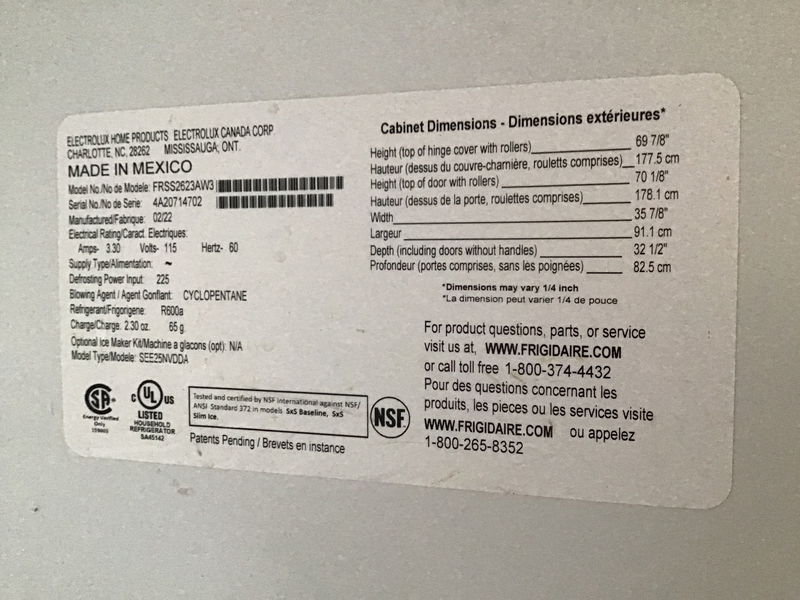 ELECTROLUX HOME PRODUCTS ELECTROLUX CANADA CORP
CHARLOTTE, NC, 28262 MISSISSAUGA, ONT.
MADE IN MEXICO
Model No./No de Modele: FRSS2623AW3
Serial No./No de Serie: 4A20714702
Manufactured/Fabrique: 02/22
Electrical Rating/Caract. Electriques:
Amps- 3.30 Volts- 115 Hertz- 60
Supply Type/Alimentation: ~
Defrosting Power Input: 225
Blowing Agent / Agent Gonflant: CYCLOPENTANE
Refrigerant/Frigorigene: R600a
Charge/Charge: 2.30 oz. 65 g
Optional Ice Maker Kit/Machine a glacons (opt): N/A
Model Type/Modele: SEE25NVDDA
SA
Energy Verified
Only
C UL US
LISTED
HOUSEHOLD
REFRIGERATOR
SA45142
Tested and certified by NSF International against NSF/
ANSI Standard 372 in models SxS Baseline, SxS
Slim Ice.
NSF
Patents Pending / Brevets en instance
Cabinet Dimensions - Dimensions extérieures*
Height (top of hinge cover with rollers) 69 7/8"
Hauteur (dessus du couvre-charnière, roulettes comprises) 177.5 cm
Height (top of door with rollers) 70 1/8"
Hauteur (dessus de la porte, roulettes comprises) 178.1 cm
Width 35 7/8"
Largeur 91.1 cm
Depth (including doors without handles) 32 1/2"
Profondeur (portes comprises, sans les poignées) 82.5 cm
*Dimensions may vary 1/4 inch
*La dimension peut varier 1/4 de pouce
For product questions, parts, or service
visit us at, WWW.FRIGIDAIRE.COM
or call toll free 1-800-374-4432
Pour des questions concernant les
produits, les pieces ou les services visite
WWW.FRIGIDAIRE.COM ou appelez
1-800-265-8352